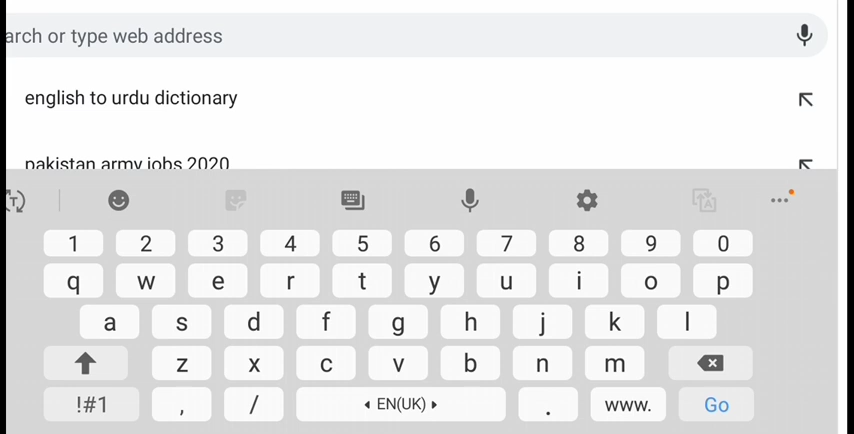 arch or type web address
english to urdu dictionary
pakistan army jobs 2020
1 2 3 4 5 6 7 8 9 0
q w e r t y u i o p
a s d f g h j k l
z x c v b n m
!#1 , / EN(UK) . www. Go